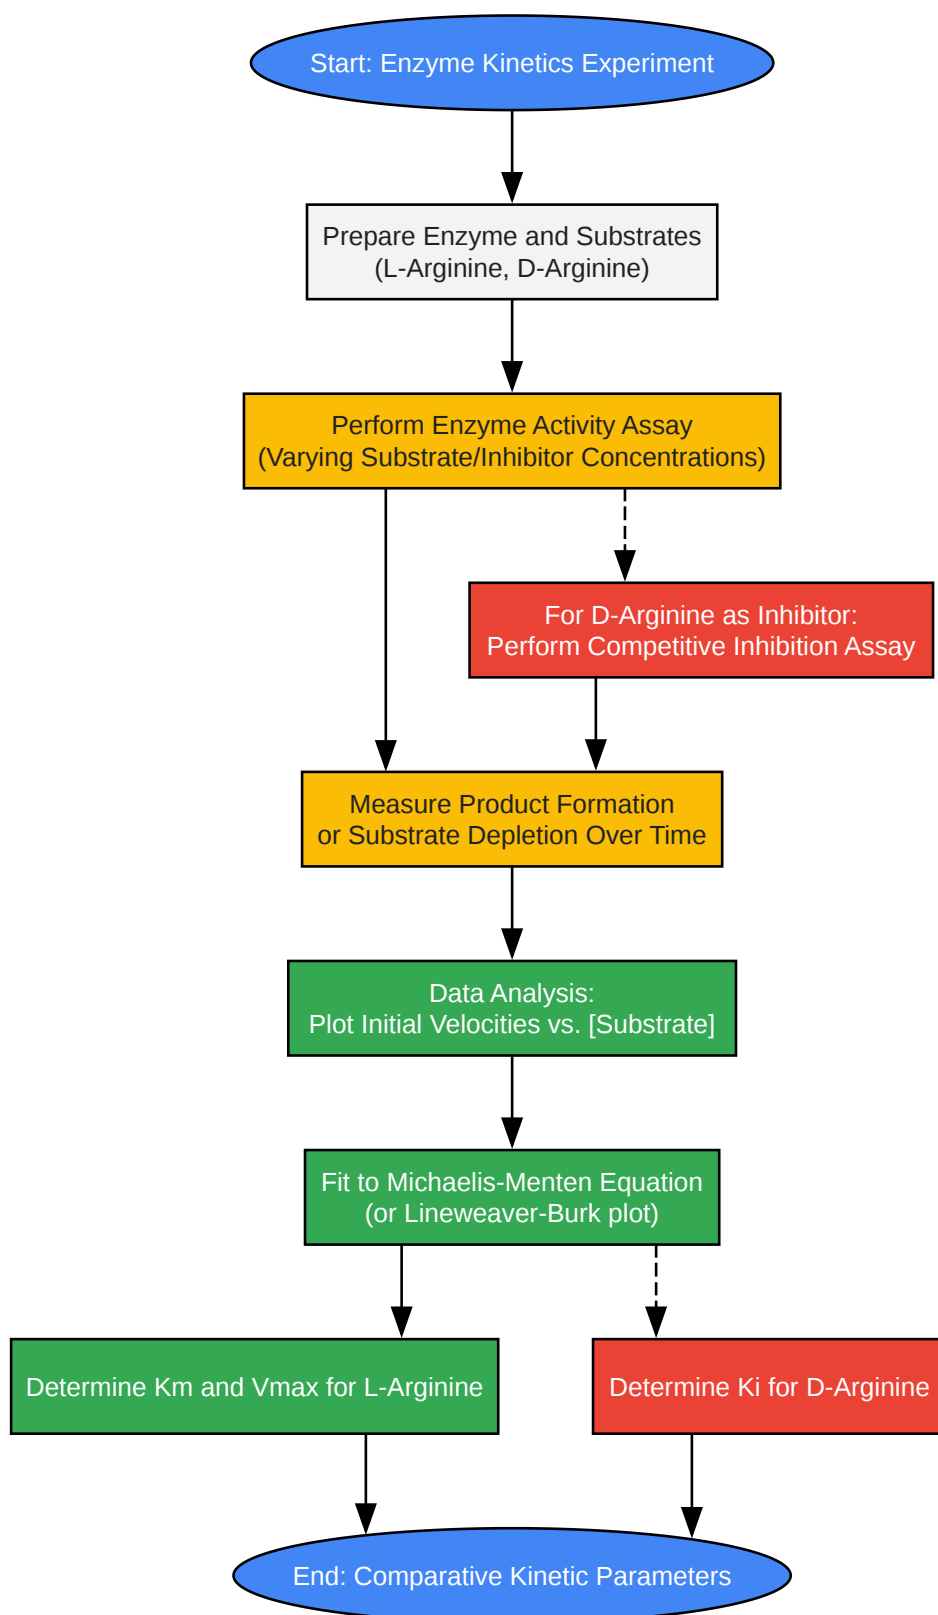 Start: Enzyme Kinetics Experiment
Prepare Enzyme and Substrates
(L-Arginine, D-Arginine)
Perform Enzyme Activity Assay
(Varying Substrate/Inhibitor Concentrations)
For D-Arginine as Inhibitor:
Perform Competitive Inhibition Assay
Measure Product Formation
or Substrate Depletion Over Time
Data Analysis:
Plot Initial Velocities vs. [Substrate]
Fit to Michaelis-Menten Equation
(or Lineweaver-Burk plot)
Determine Km and Vmax for L-Arginine
Determine Ki for D-Arginine
End: Comparative Kinetic Parameters